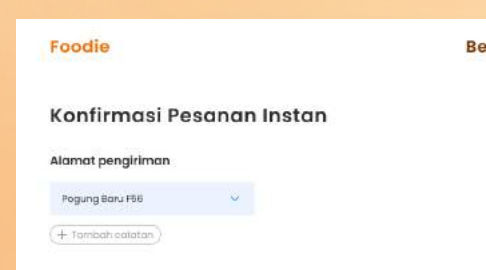 Foodie
Be
Konfirmasi Pesanan Instan
Alamat pengiriman
Pogung Baru F56
+ Tambah catatan